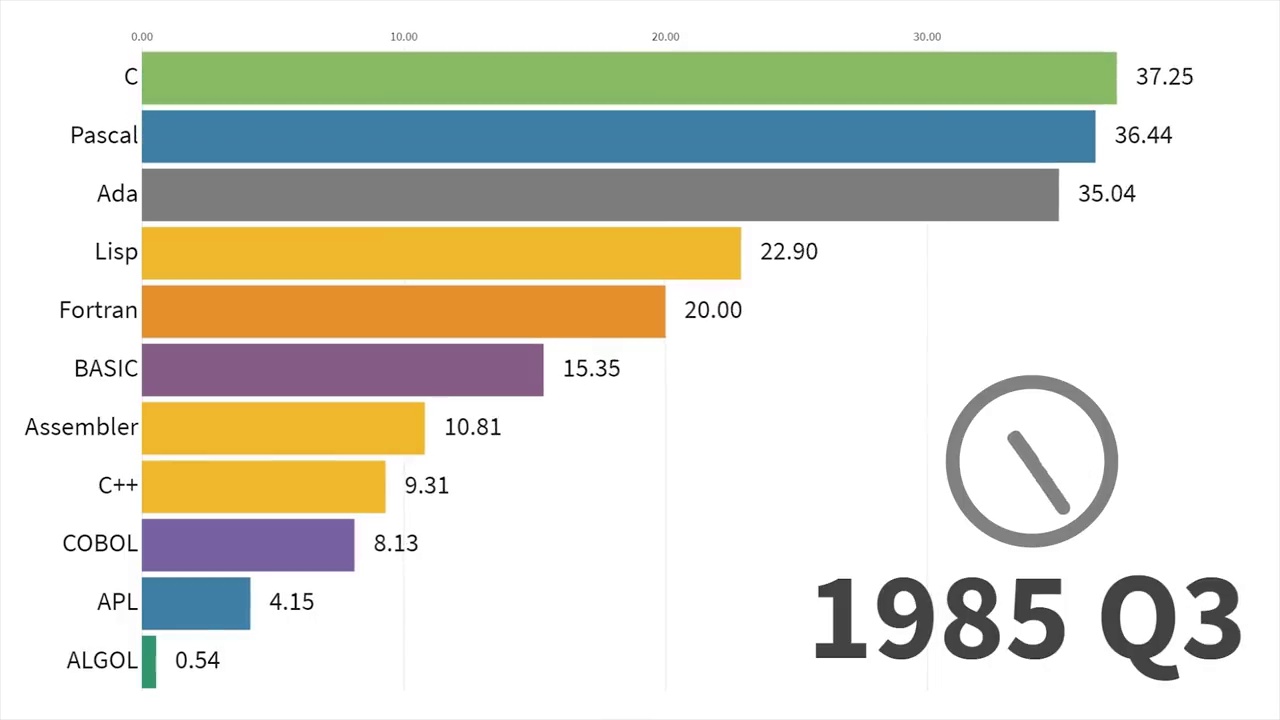 0.00 10.00 20.00 30.00
C 37.25
Pascal 36.44
Ada 35.04
Lisp 22.90
Fortran 20.00
BASIC 15.35
Assembler 10.81
C++ 9.31
COBOL 8.13
APL 4.15
ALGOL 0.54
1985 Q3